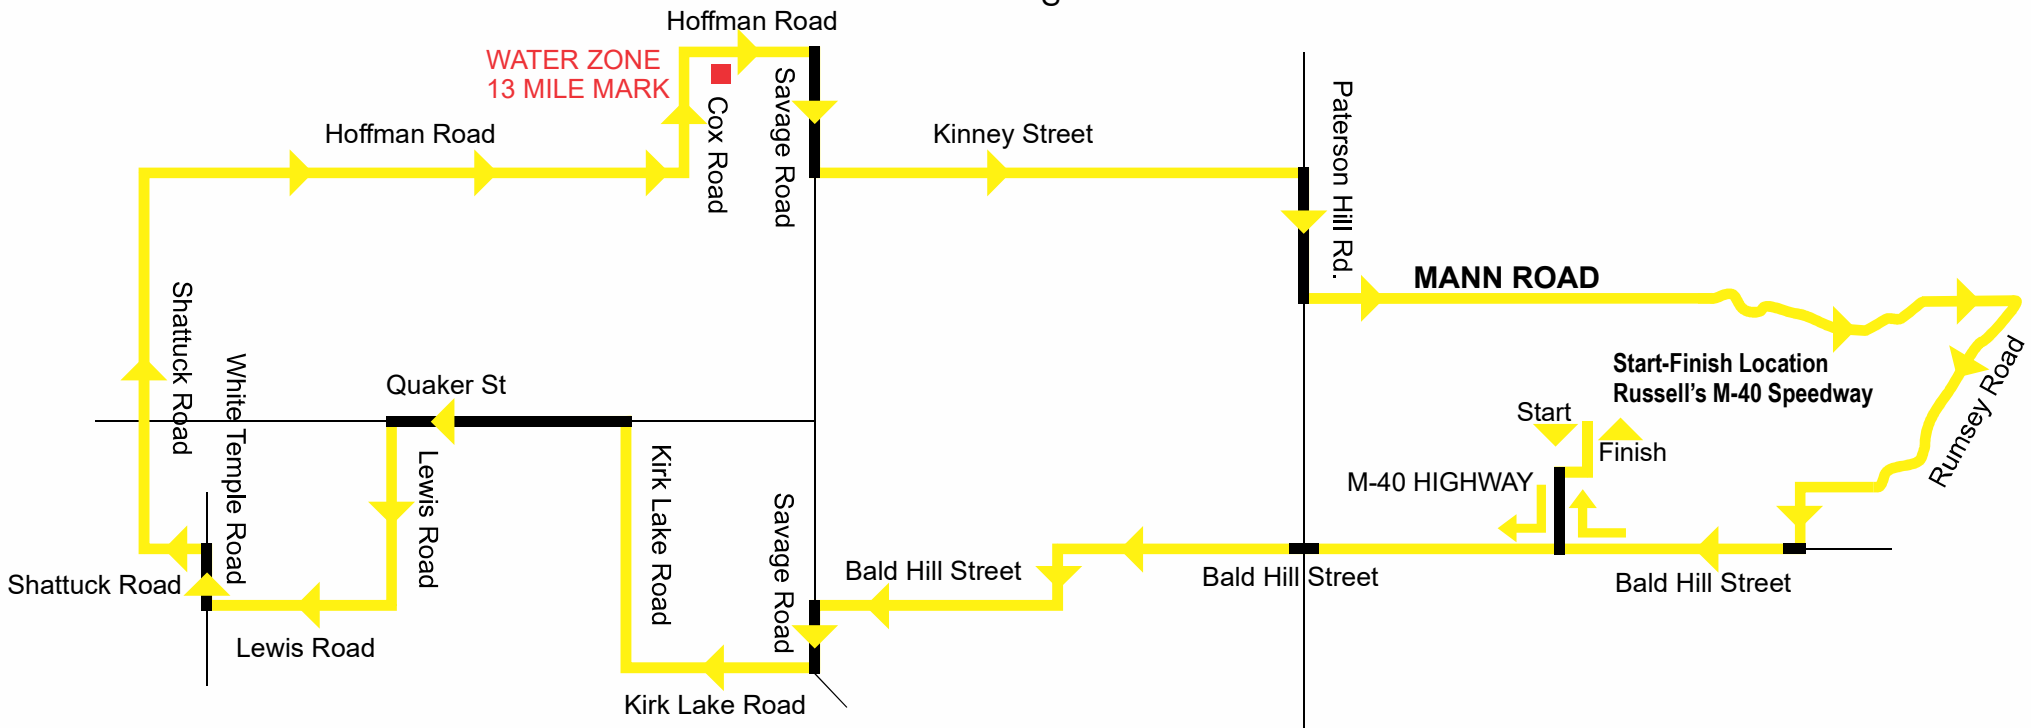 g
Hoffman Road
WATER ZONE
13 MILE MARK
Cox Road
Savage Road
Hoffman Road
Kinney Street
Paterson Hill Rd.
MANN ROAD
Shattuck Road
White Temple Road
Quaker St
Start-Finish Location
Russell's M-40 Speedway
Rumsey Road
Start
Finish
M-40 HIGHWAY
Lewis Road
Kirk Lake Road
Savage Road
Bald Hill Street
Bald Hill Street
Bald Hill Street
Shattuck Road
Lewis Road
Kirk Lake Road